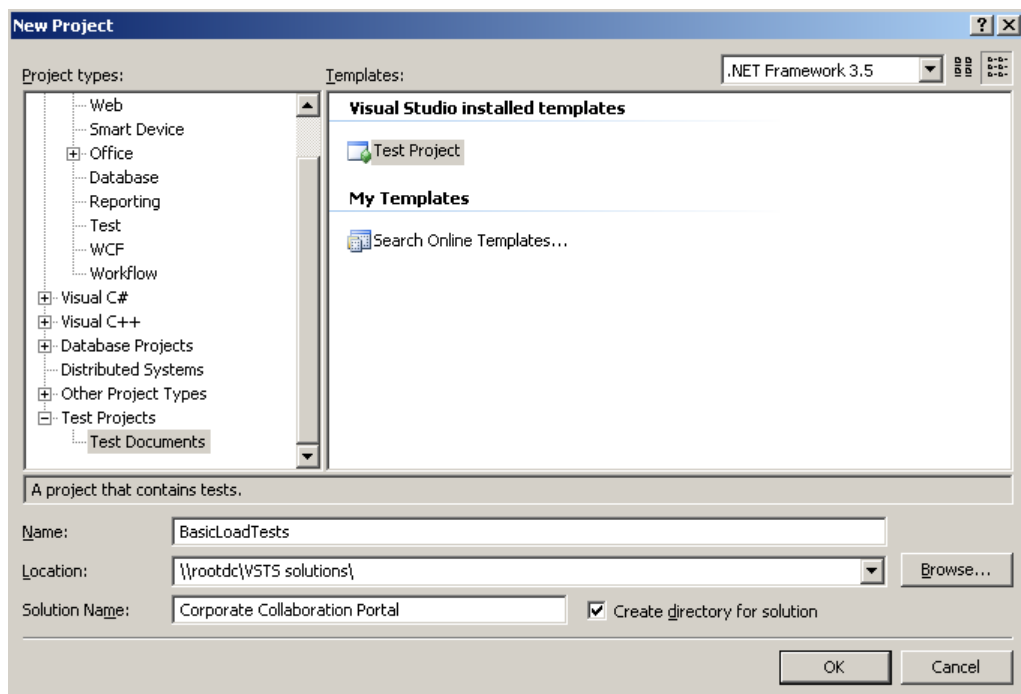 New Project
Project types:
Templates:
.NET Framework 3.5
Web
Smart Device
Office
Database
Reporting
Test
WCF
Workflow
Visual C#
Visual C++
Database Projects
Distributed Systems
Other Project Types
Test Projects
Test Documents
Visual Studio installed templates
Test Project
My Templates
Search Online Templates...
A project that contains tests.
Name:
BasicLoadTests
Location:
\\rootdc\VSTS solutions\
Browse...
Solution Name:
Corporate Collaboration Portal
Create directory for solution
OK
Cancel